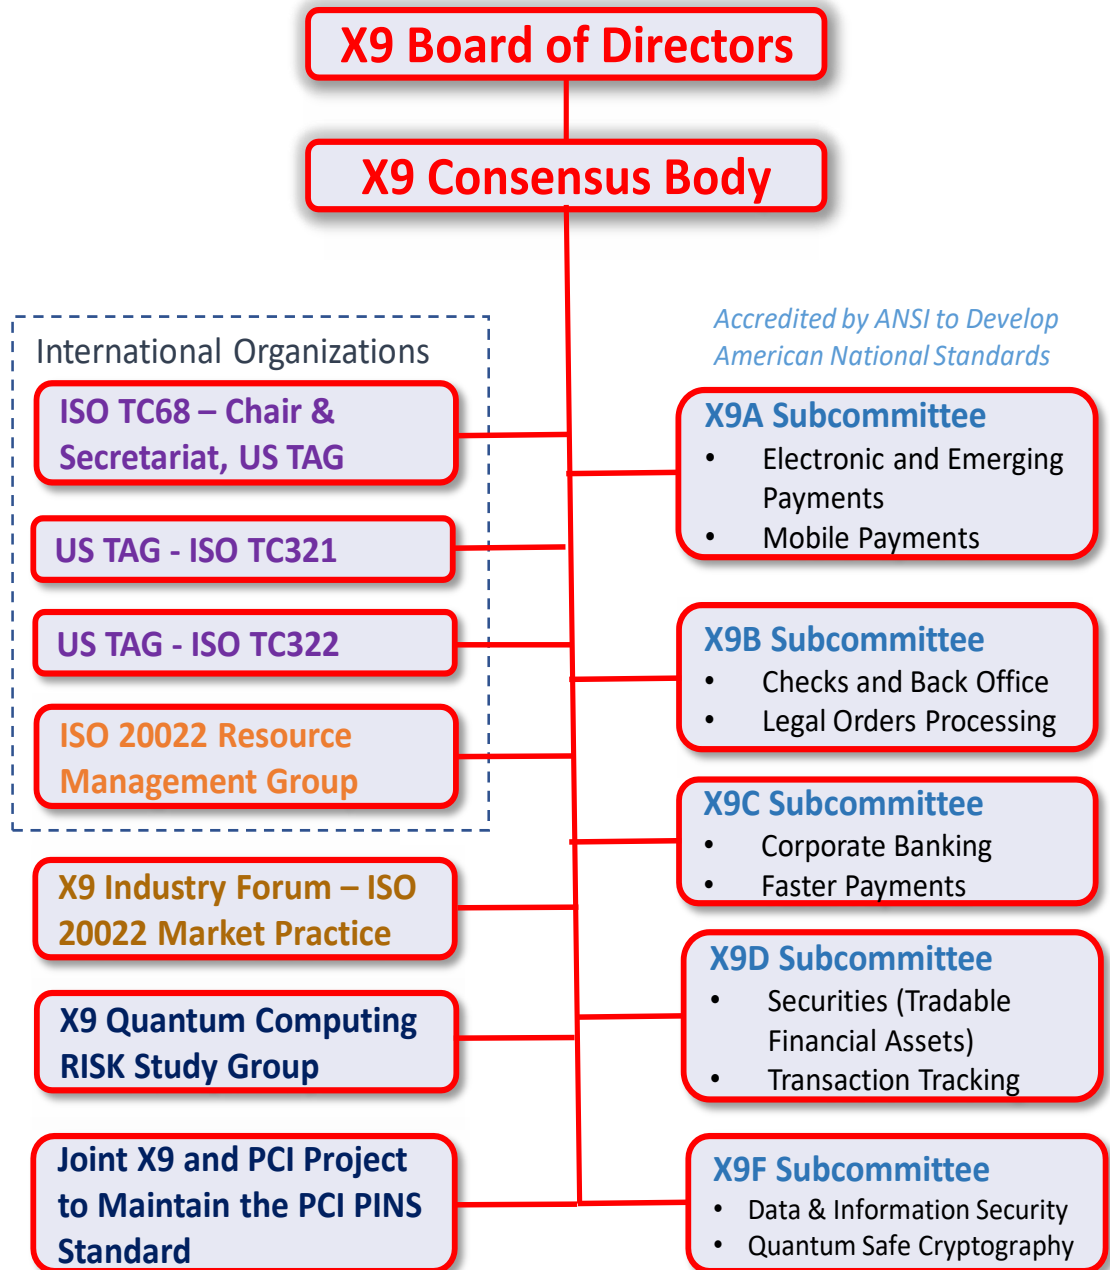 X9 Board of Directors
X9 Consensus Body
International Organizations
ISO TC68 – Chair &
Secretariat, US TAG
US TAG - ISO TC321
US TAG - ISO TC322
ISO 20022 Resource
Management Group
X9 Industry Forum – ISO
20022 Market Practice
X9 Quantum Computing
RISK Study Group
Joint X9 and PCI Project
to Maintain the PCI PINS
Standard
Accredited by ANSI to Develop
American National Standards
X9A Subcommittee
• Electronic and Emerging
Payments
• Mobile Payments
X9B Subcommittee
• Checks and Back Office
• Legal Orders Processing
X9C Subcommittee
• Corporate Banking
• Faster Payments
X9D Subcommittee
• Securities (Tradable
Financial Assets)
• Transaction Tracking
X9F Subcommittee
• Data & Information Security
• Quantum Safe Cryptography